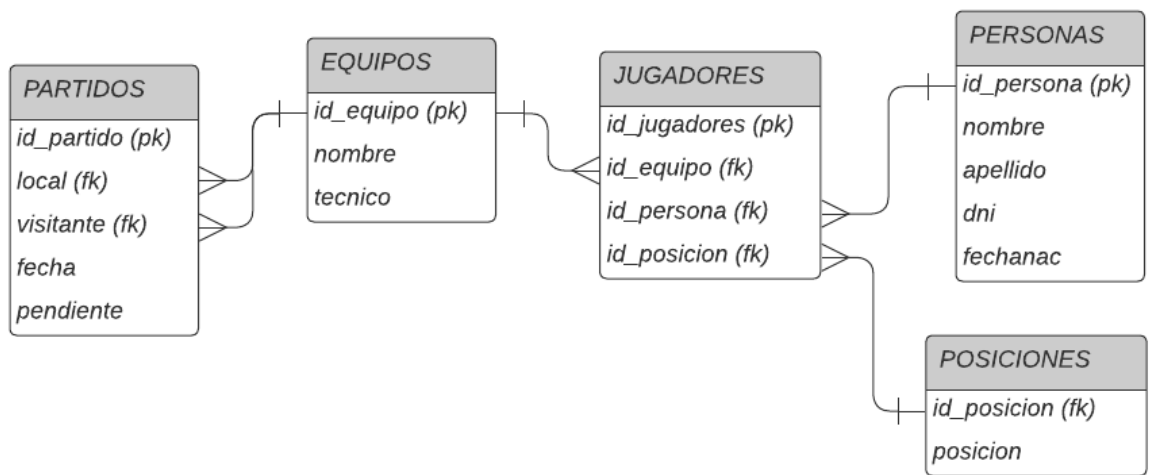 PARTIDOS
id_partido (pk)
local (fk)
visitante (fk)
fecha
pendiente
EQUIPOS
id_equipo (pk)
nombre
tecnico
JUGADORES
id_jugadores (pk)
id_equipo (fk)
id_persona (fk)
id_posicion (fk)
PERSONAS
id_persona (pk)
nombre
apellido
dni
fechanac
POSICIONES
id_posicion (fk)
posicion